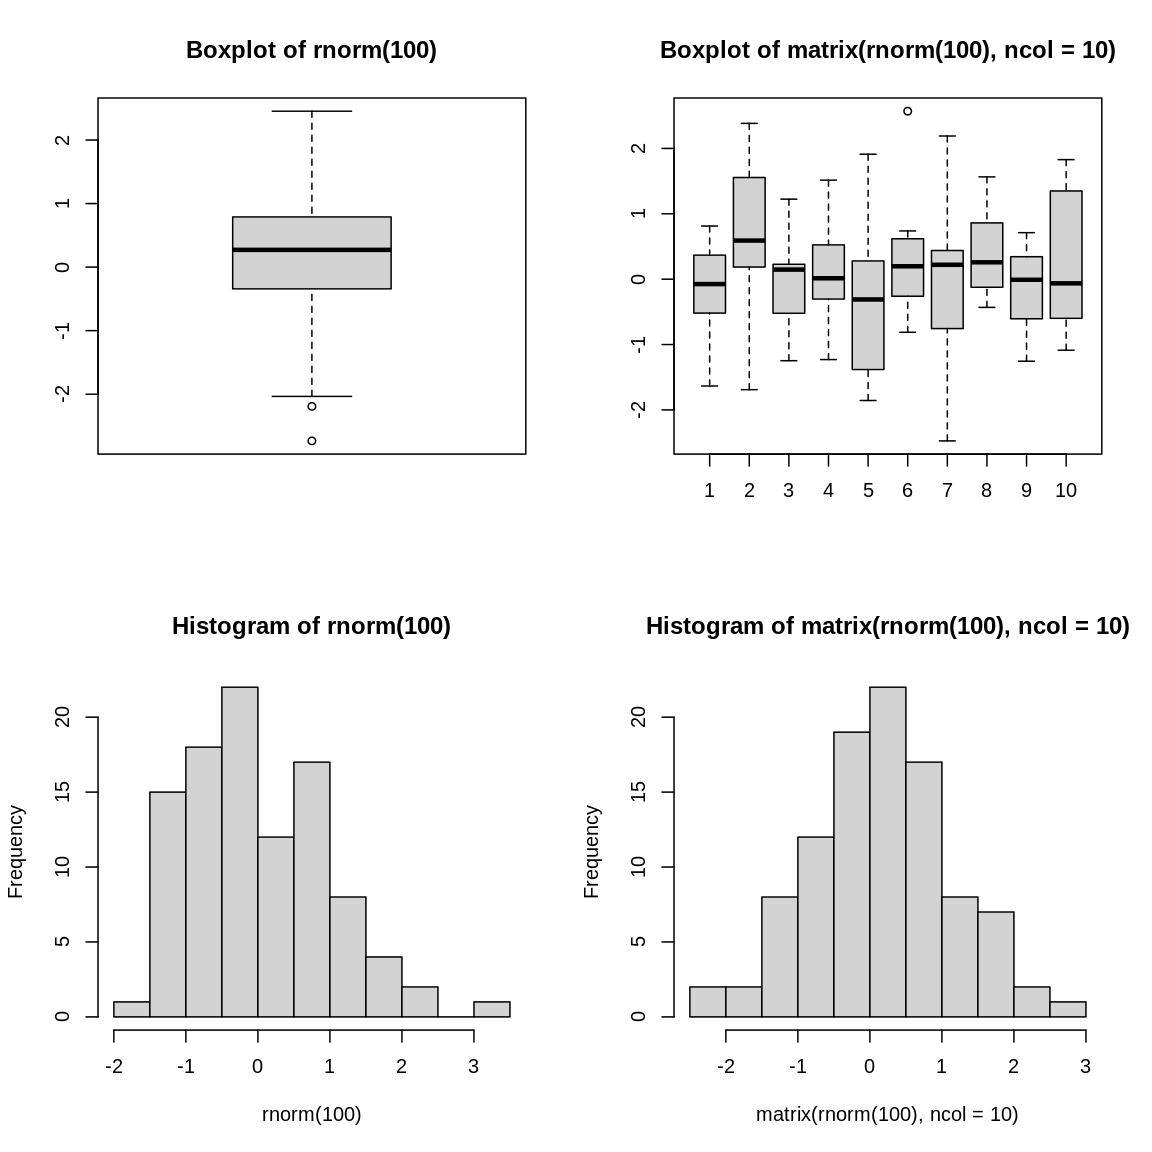 Boxplot of rnorm(100)
2
1
0
-1
-2
Boxplot of matrix(rnorm(100), ncol = 10)
2
1
0
-1
-2
1 2 3 4 5 6 7 8 9 10
Histogram of rnorm(100)
Frequency
20
15
10
5
0
-2 -1 0 1 2 3
rnorm(100)
Histogram of matrix(rnorm(100), ncol = 10)
Frequency
20
15
10
5
0
-2 -1 0 1 2 3
matrix(rnorm(100), ncol = 10)